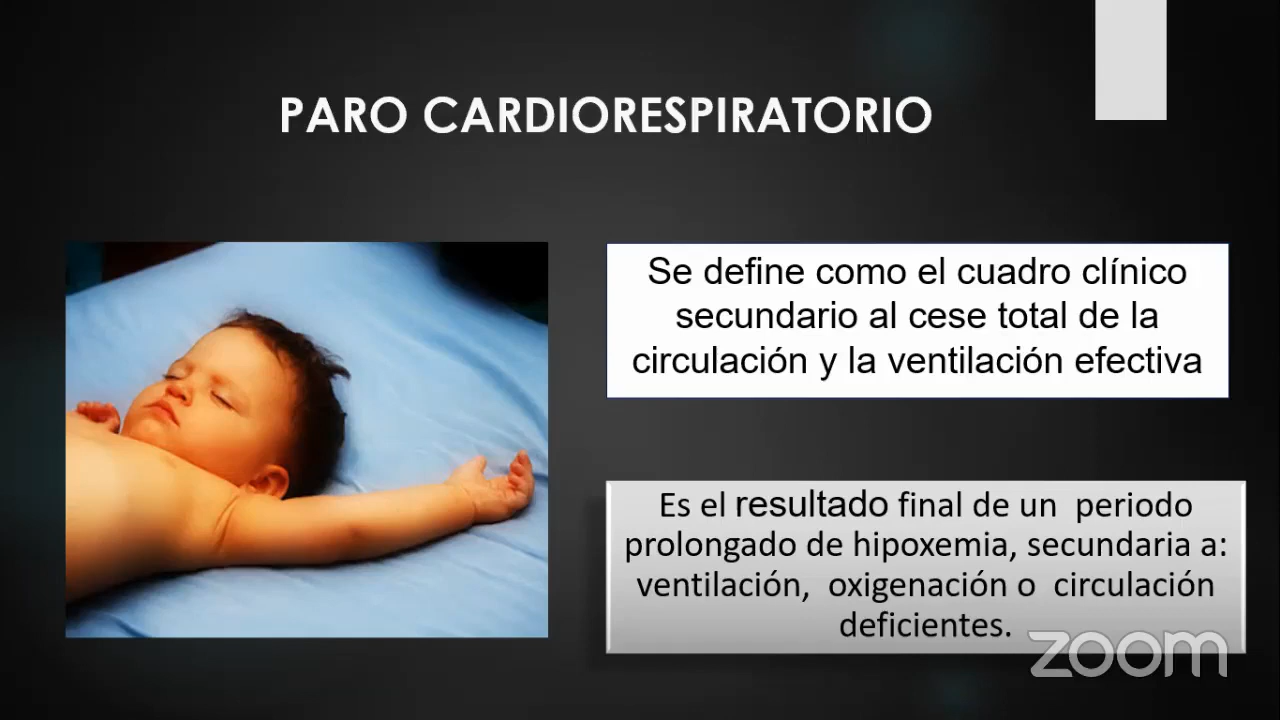 PARO CARDIORESPIRATORIO
Se define como el cuadro clínico
secundario al cese total de la
circulación y la ventilación efectiva
Es el resultado final de un periodo
prolongado de hipoxemia, secundaria a:
ventilación, oxigenación o circulación
deficientes.
zoom